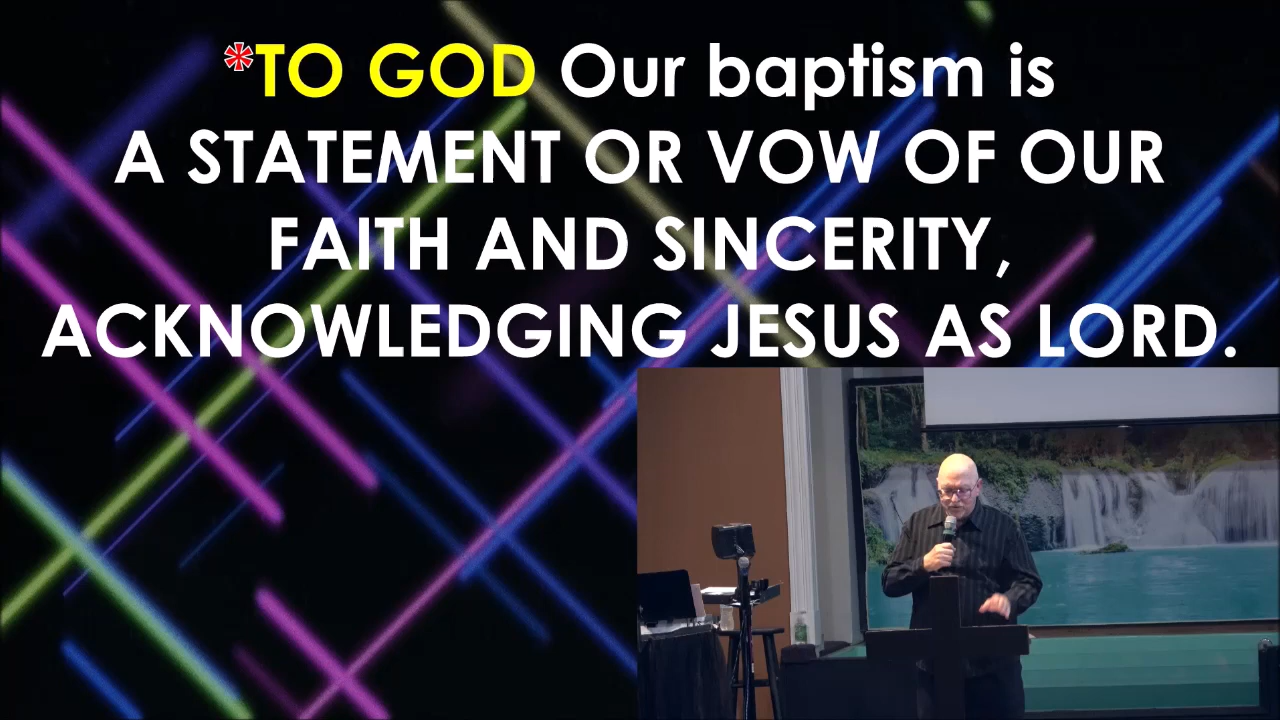 *TO GOD Our baptism is
A STATEMENT OR VOW OF OUR
FAITH AND SINCERITY,
ACKNOWLEDGING JESUS AS LORD.